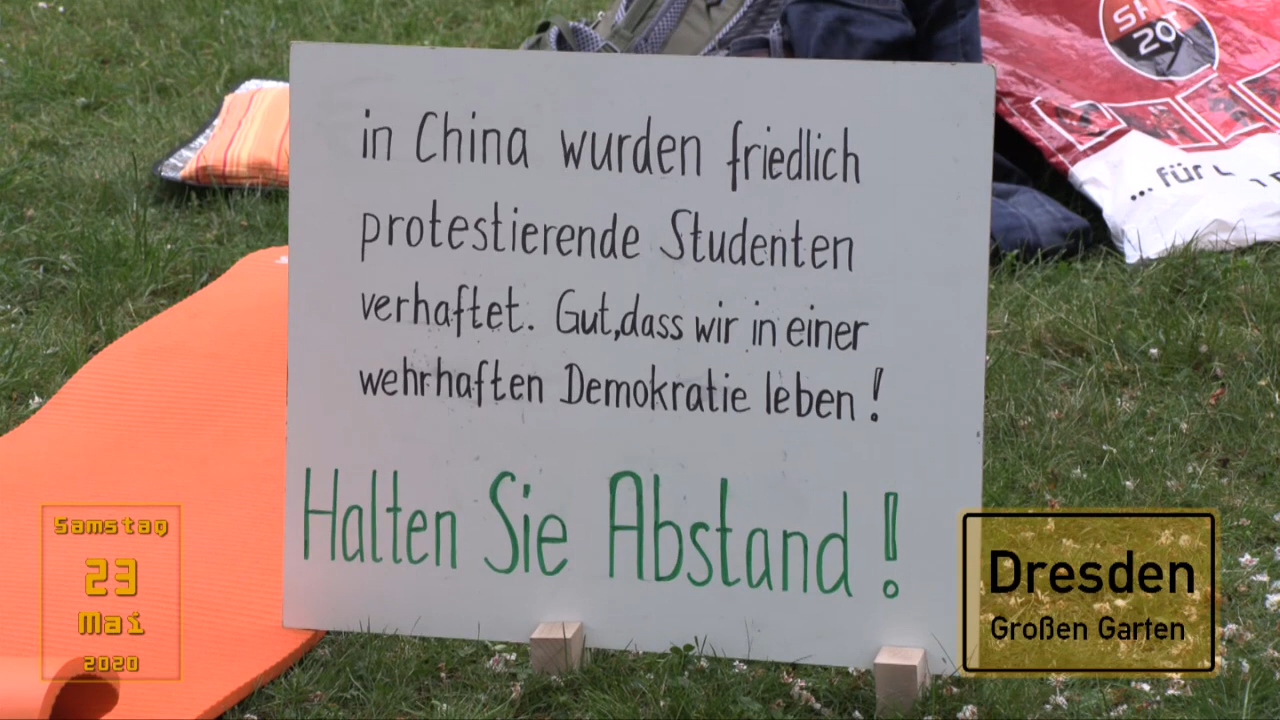 in China wurden friedlich
protestierende Studenten
verhaftet. Gut, dass wir in einer
wehrhaften Demokratie leben!
Halten Sie Abstand!
... für
Samstag
23
Mai
2020
Dresden
Großen Garten